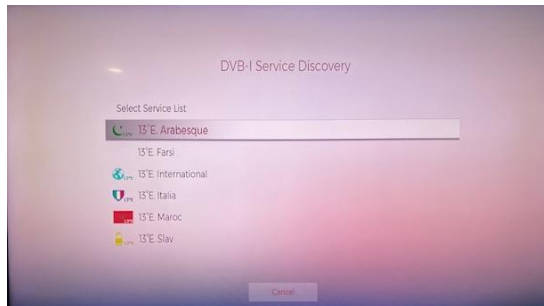 DVB-I Service Discovery
Select Service List
13°E. Arabesque
13°E. Farsi
13°E. International
13°E. Italia
13°E. Maroc
13°E. Slav
Cancel